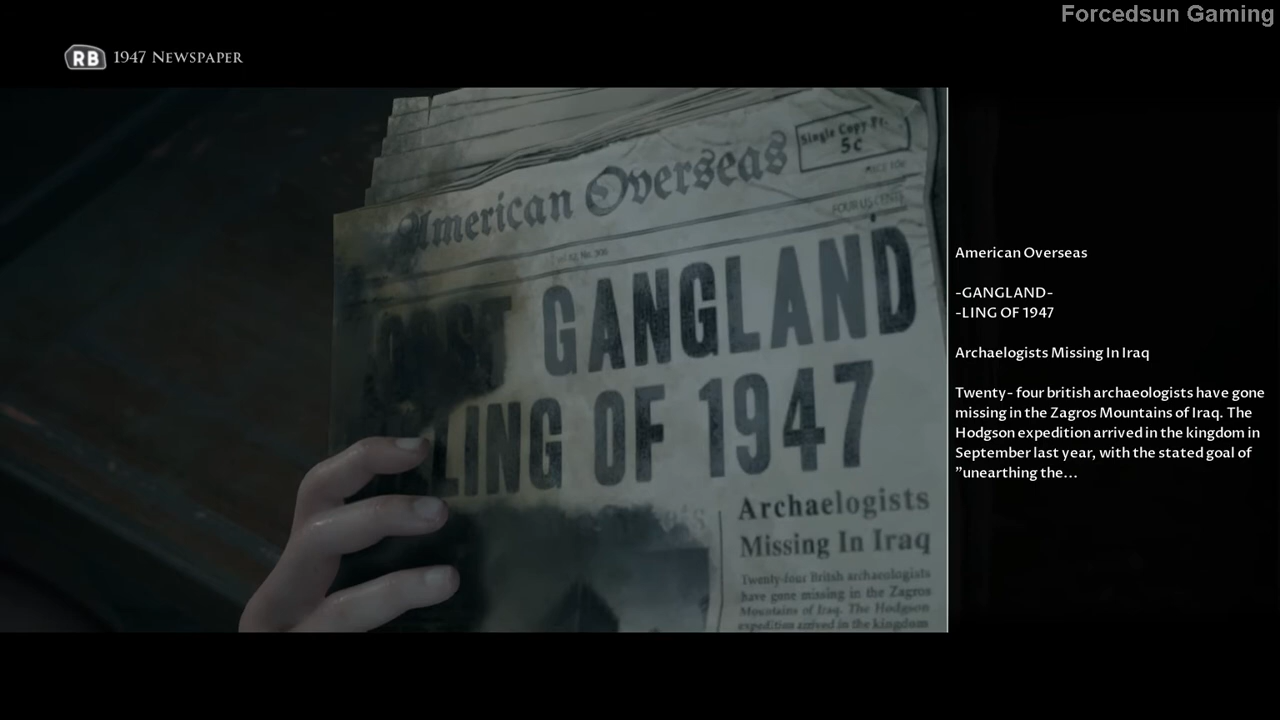 Forcedsun Gaming
RB 1947 Newspaper
American Overseas
Single Copy
5c
FOUR US CENTS
GANGLAND
LING OF 1947
Archaelogists
Missing In Iraq
Twenty-four British archaeologists
have gone missing in the Zagros
Mountains of Iraq. The Hodgson
expedition arrived in the kingdom
American Overseas
-GANGLAND-
-LING OF 1947
Archaelogists Missing In Iraq
Twenty- four british archaeologists have gone
missing in the Zagros Mountains of Iraq. The
Hodgson expedition arrived in the kingdom in
September last year, with the stated goal of
"unearthing the...